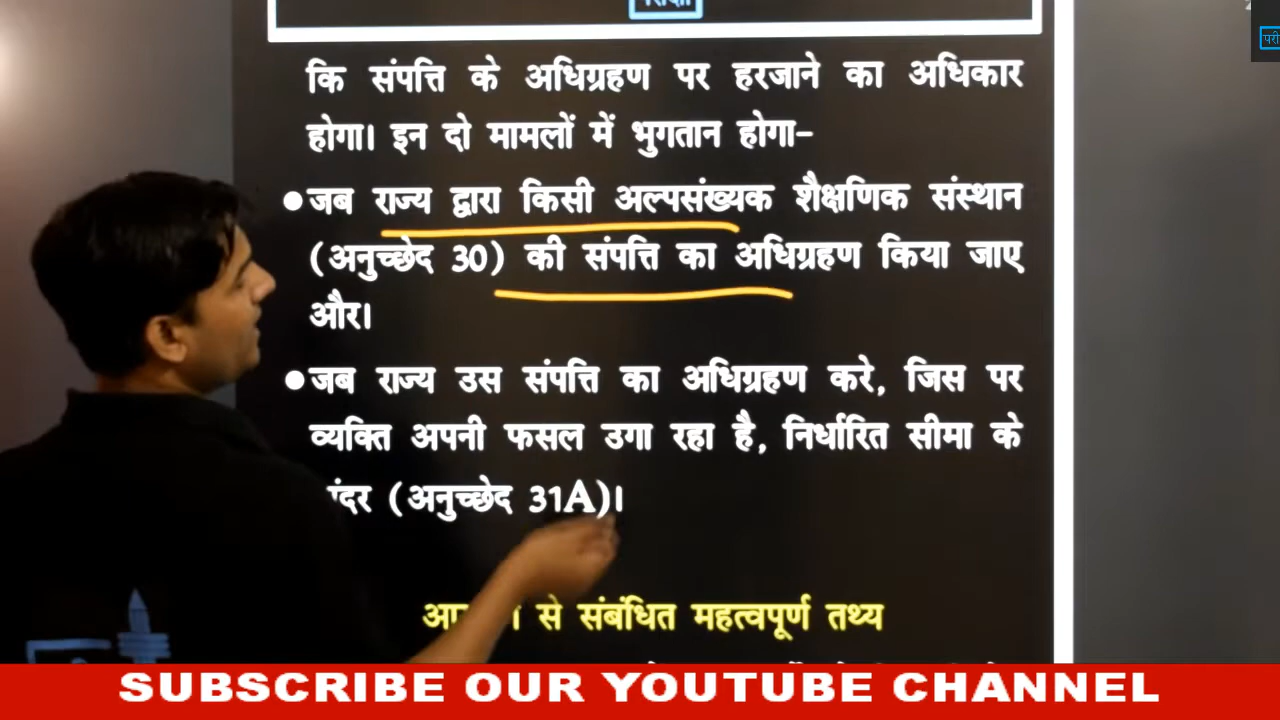 परीक्षा
कि संपत्ति के अधिग्रहण पर हरजाने का अधिकार
होगा। इन दो मामलों में भुगतान होगा-
●जब राज्य द्वारा किसी अल्पसंख्यक शैक्षणिक संस्थान
(अनुच्छेद 30) की संपत्ति का अधिग्रहण किया जाए
और।
●जब राज्य उस संपत्ति का अधिग्रहण करे, जिस पर
व्यक्ति अपनी फसल उगा रहा है, निर्धारित सीमा के
(अनुच्छेद 31A)।
से संबंधित महत्वपूर्ण तथ्य
SUBSCRIBE OUR YOUTUBE CHANNEL